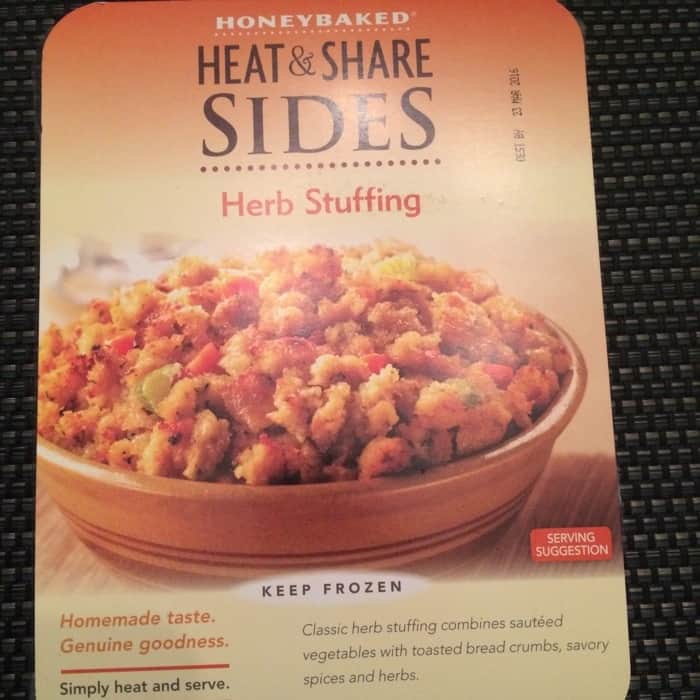 HONEYBAKED®
HEAT & SHARE
SIDES
BEST BY 23 MAR 2016
Herb Stuffing
SERVING
SUGGESTION
KEEP FROZEN
Homemade taste.
Genuine goodness.
Simply heat and serve.
Classic herb stuffing combines sautéed
vegetables with toasted bread crumbs, savory
spices and herbs.